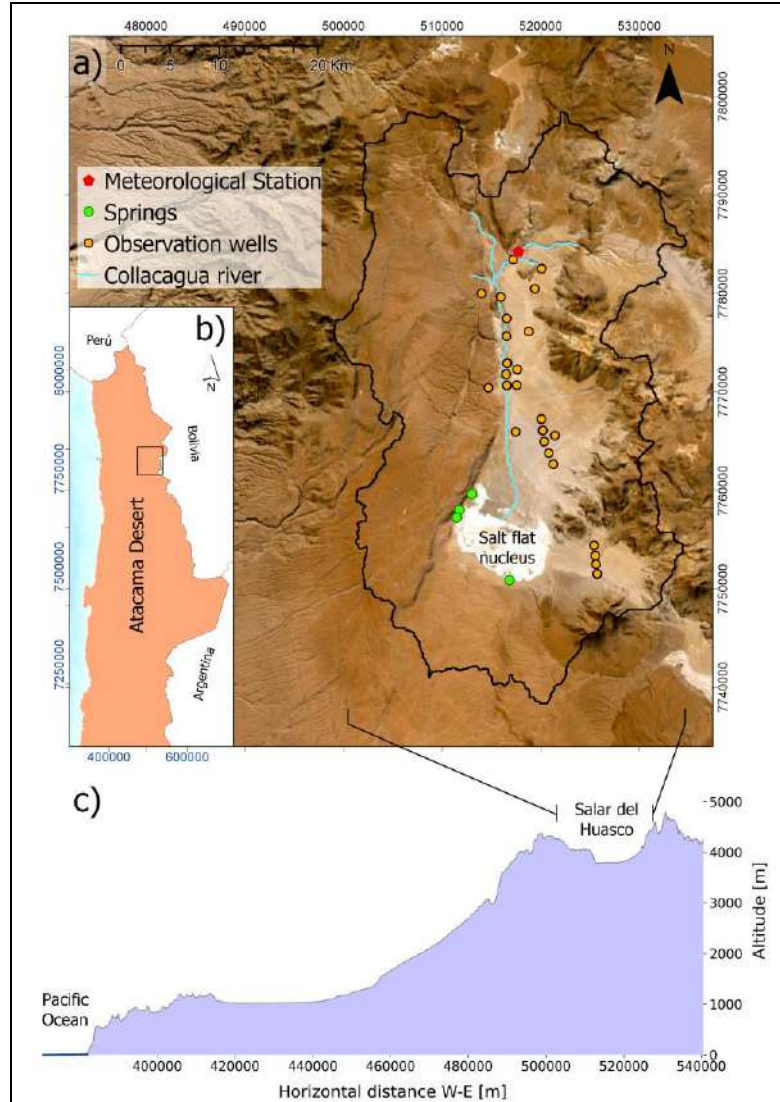 480000 490000 500000 510000 520000 530000
a)
0 5 10 20 Km
N
Meteorological Station
Springs
Observation wells
Collacagua river
7800000
7790000
7780000
7770000
7760000
7750000
7740000
b)
Perú
N
Bolivia
Atacama Desert
Argentina
8000000
7750000
7500000
7250000
400000 600000
Salt flat
nucleus
c)
Salar del
Huasco
5000
4000
3000
2000
1000
0
Altitude [m]
Pacific
Ocean
400000 420000 440000 460000 480000 500000 520000 540000
Horizontal distance W-E [m]